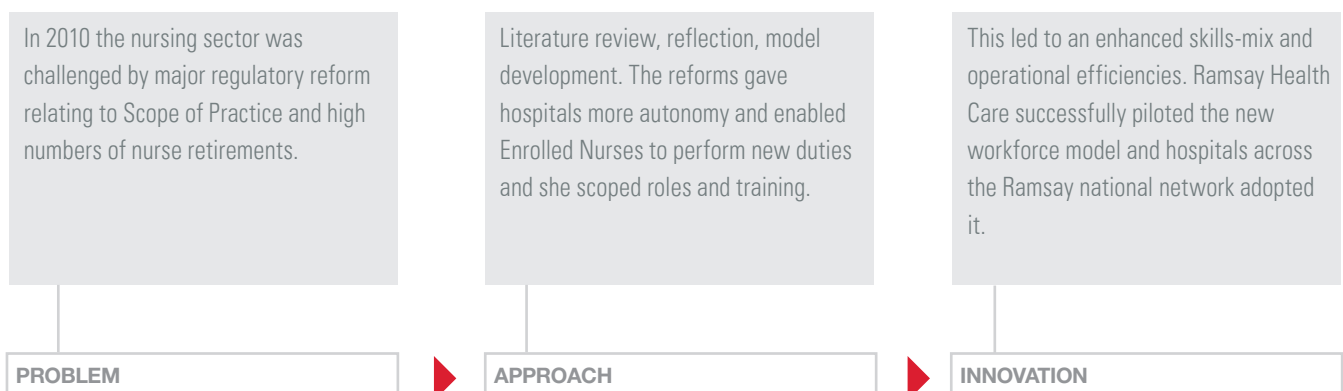 In 2010 the nursing sector was
challenged by major regulatory reform
relating to Scope of Practice and high
numbers of nurse retirements.
PROBLEM
Literature review, reflection, model
development. The reforms gave
hospitals more autonomy and enabled
Enrolled Nurses to perform new duties
and she scoped roles and training.
APPROACH
This led to an enhanced skills-mix and
operational efficiencies. Ramsay Health
Care successfully piloted the new
workforce model and hospitals across
the Ramsay national network adopted
it.
INNOVATION